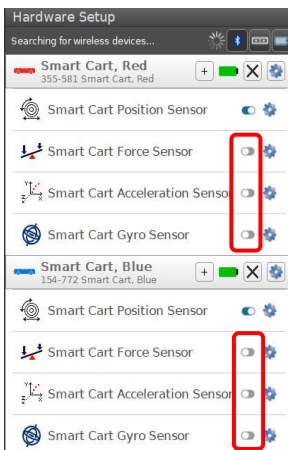 Hardware Setup
Searching for wireless devices...
Smart Cart, Red
355-581 Smart Cart, Red
Smart Cart Position Sensor
Smart Cart Force Sensor
Smart Cart Acceleration Sensor
Smart Cart Gyro Sensor
Smart Cart, Blue
154-772 Smart Cart, Blue
Smart Cart Position Sensor
Smart Cart Force Sensor
Smart Cart Acceleration Sensor
Smart Cart Gyro Sensor